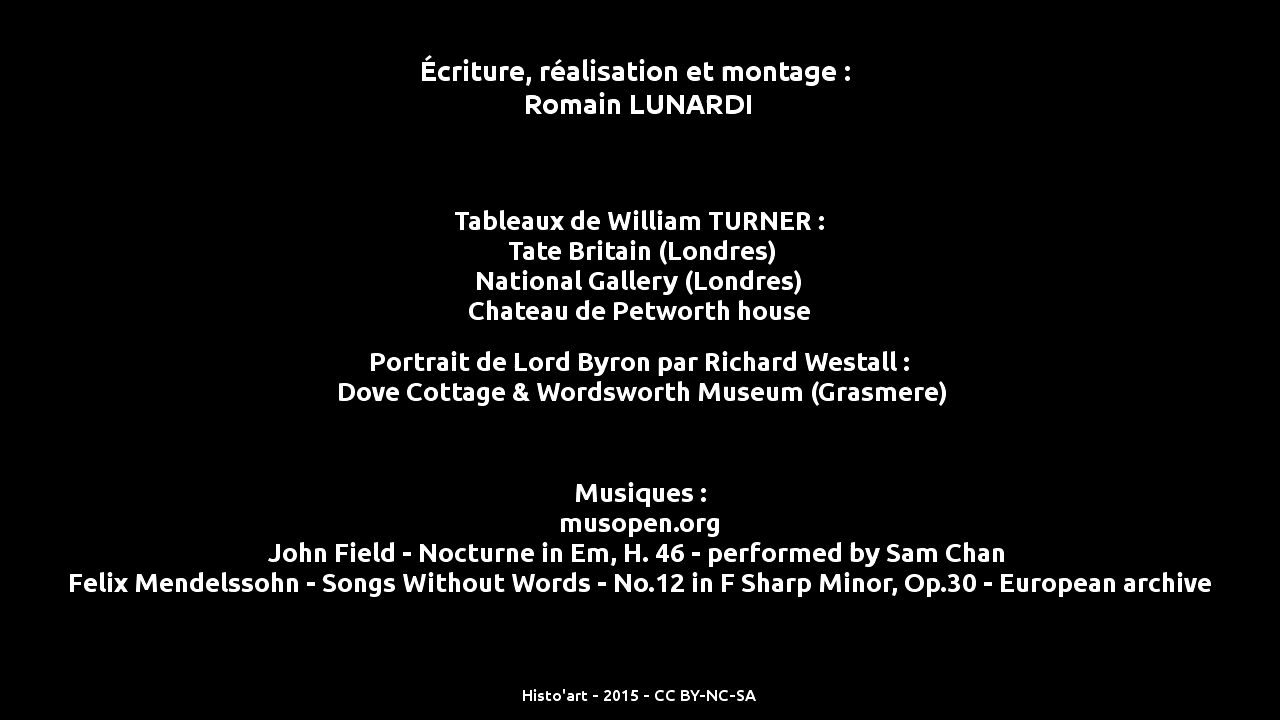 Écriture, réalisation et montage :
Romain LUNARDI
Tableaux de William TURNER :
Tate Britain (Londres)
National Gallery (Londres)
Chateau de Petworth house
Portrait de Lord Byron par Richard Westall :
Dove Cottage & Wordsworth Museum (Grasmere)
Musiques :
musopen.org
John Field - Nocturne in Em, H. 46 - performed by Sam Chan
Felix Mendelssohn - Songs Without Words - No.12 in F Sharp Minor, Op.30 - European archive
Histo'art - 2015 - CC BY-NC-SA